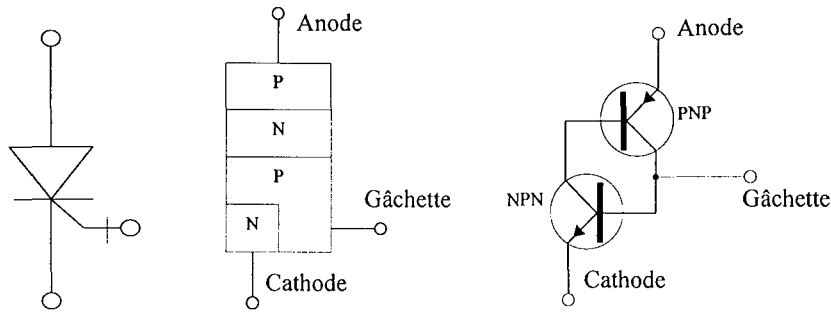 Anode
P
N
P
N
Gâchette
Cathode
Anode
PNP
NPN
Gâchette
Cathode